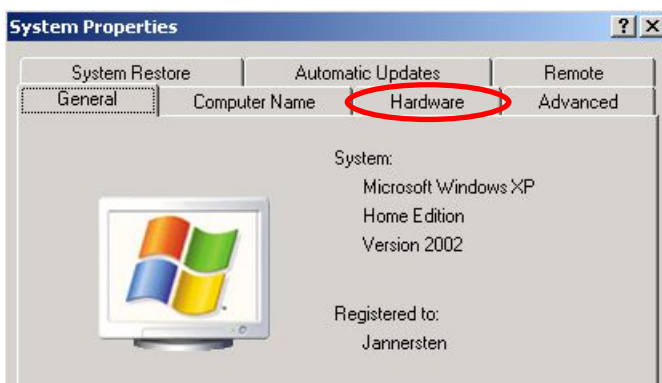 System Properties
? X
System Restore Automatic Updates Remote
General Computer Name Hardware Advanced
System:
Microsoft Windows XP
Home Edition
Version 2002
Registered to:
Jannersten